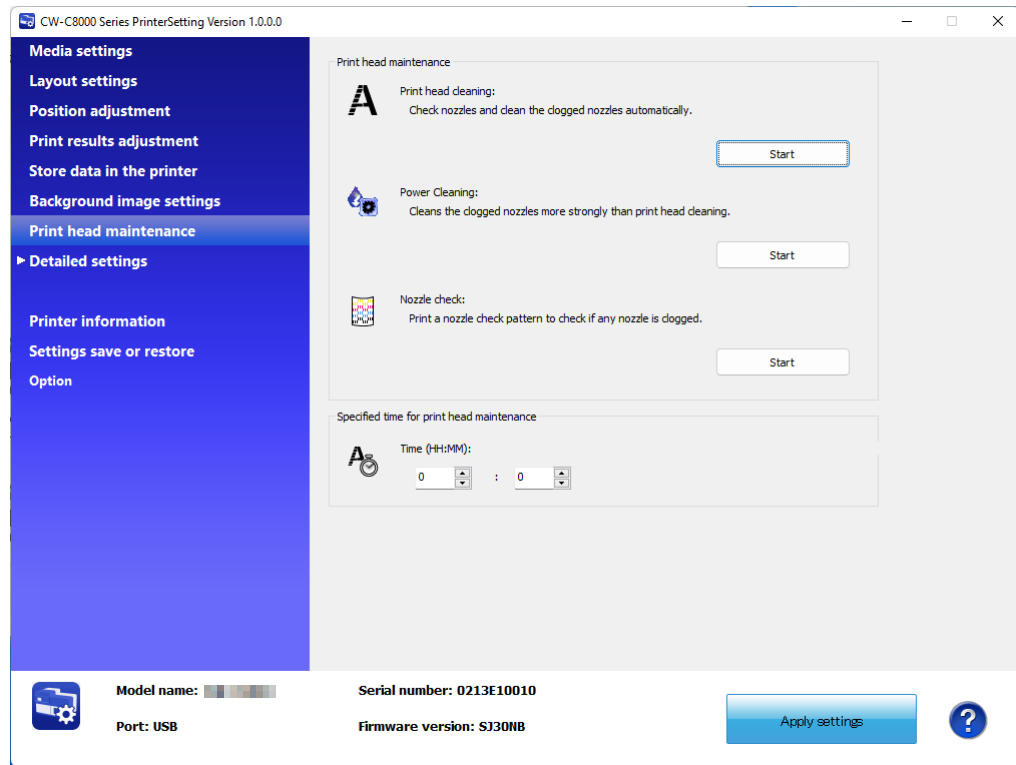 CW-C8000 Series PrinterSetting Version 1.0.0.0
Media settings
Layout settings
Position adjustment
Print results adjustment
Store data in the printer
Background image settings
Print head maintenance
Detailed settings
Printer information
Settings save or restore
Option
Print head maintenance
Print head cleaning:
Check nozzles and clean the clogged nozzles automatically.
Start
Power Cleaning:
Cleans the clogged nozzles more strongly than print head cleaning.
Start
Nozzle check:
Print a nozzle check pattern to check if any nozzle is clogged.
Start
Specified time for print head maintenance
Time (HH:MM):
0 : 0
Model name:
Serial number: 0213E10010
Port: USB
Firmware version: SJ30NB
Apply settings
?